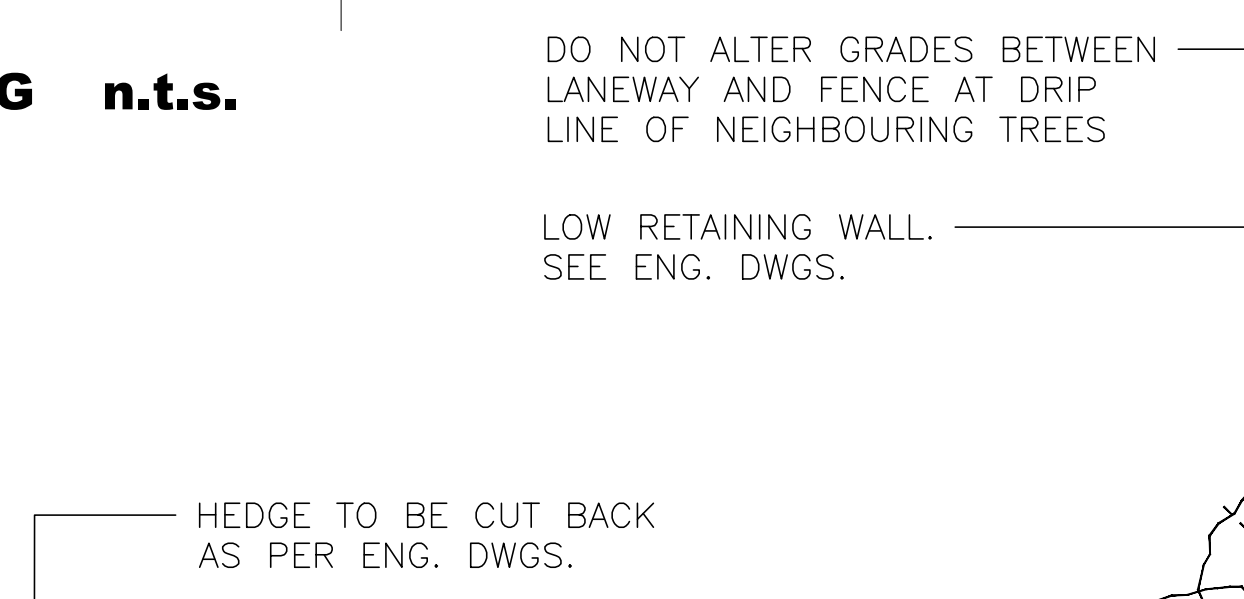 G n.t.s.
DO NOT ALTER GRADES BETWEEN
LANEWAY AND FENCE AT DRIP
LINE OF NEIGHBOURING TREES
LOW RETAINING WALL.
SEE ENG. DWGS.
HEDGE TO BE CUT BACK
AS PER ENG. DWGS.